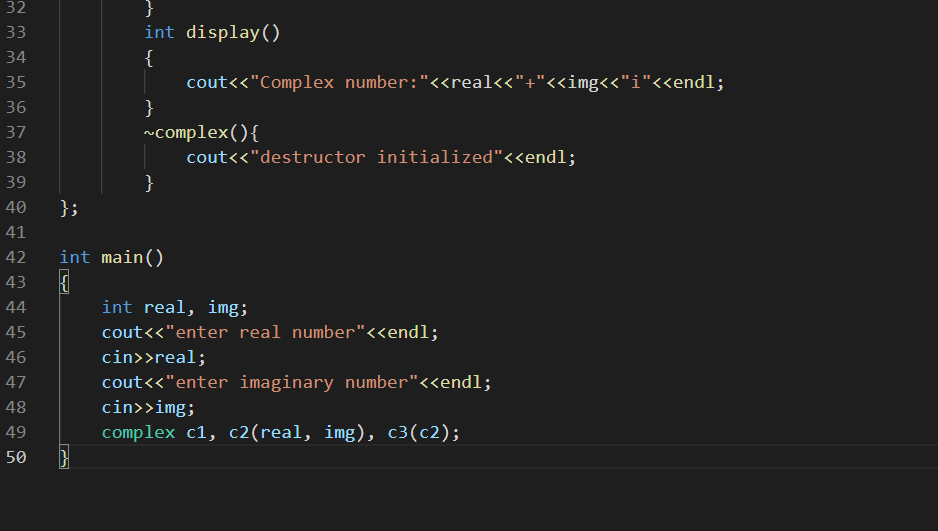 32 }
33 int display()
34 {
35 cout<<"Complex number:"<<real<<"+"<<img<<"i"<<endl;
36 }
37 ~complex(){
38 cout<<"destructor initialized"<<endl;
39 }
40 };
41
42 int main()
43 {
44 int real, img;
45 cout<<"enter real number"<<endl;
46 cin>>real;
47 cout<<"enter imaginary number"<<endl;
48 cin>>img;
49 complex c1, c2(real, img), c3(c2);
50 }